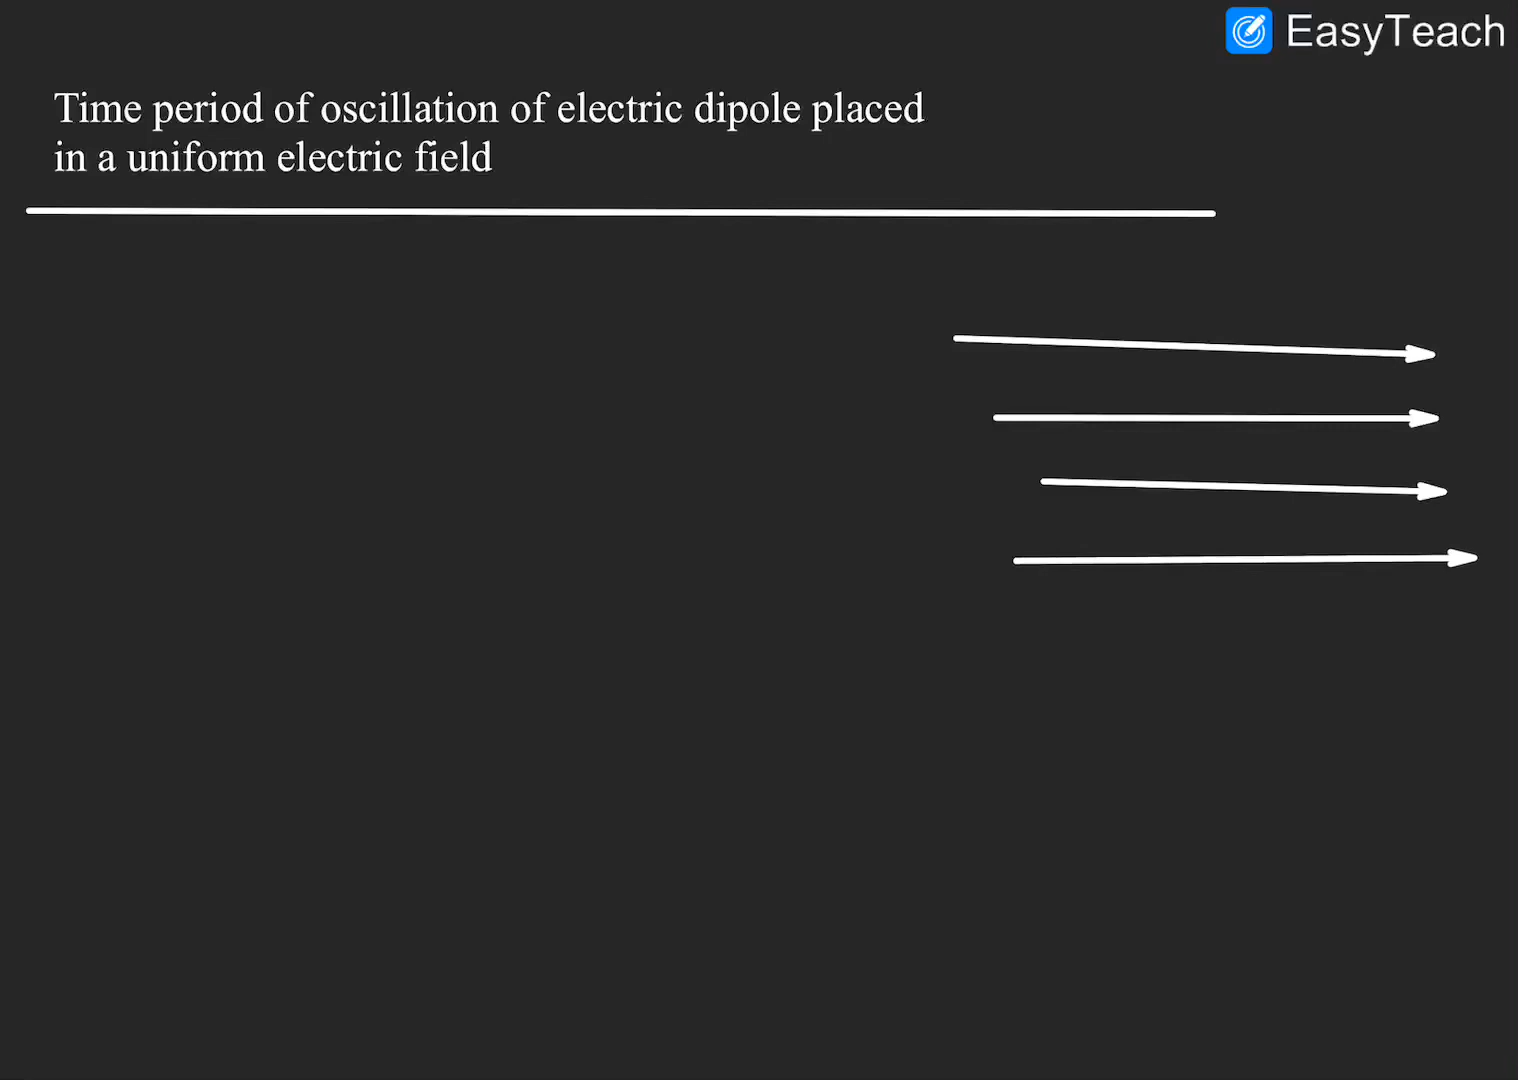 EasyTeach
Time period of oscillation of electric dipole placed
in a uniform electric field